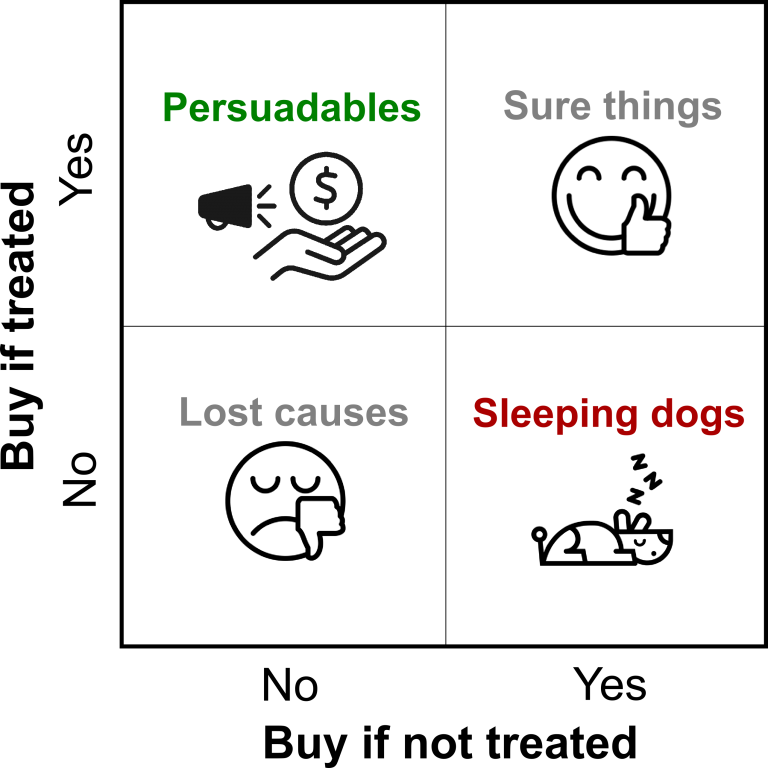 Persuadables
Sure things
$
Yes
Buy if treated
Lost causes
Sleeping dogs
z
z
z
No
No
Yes
Buy if not treated